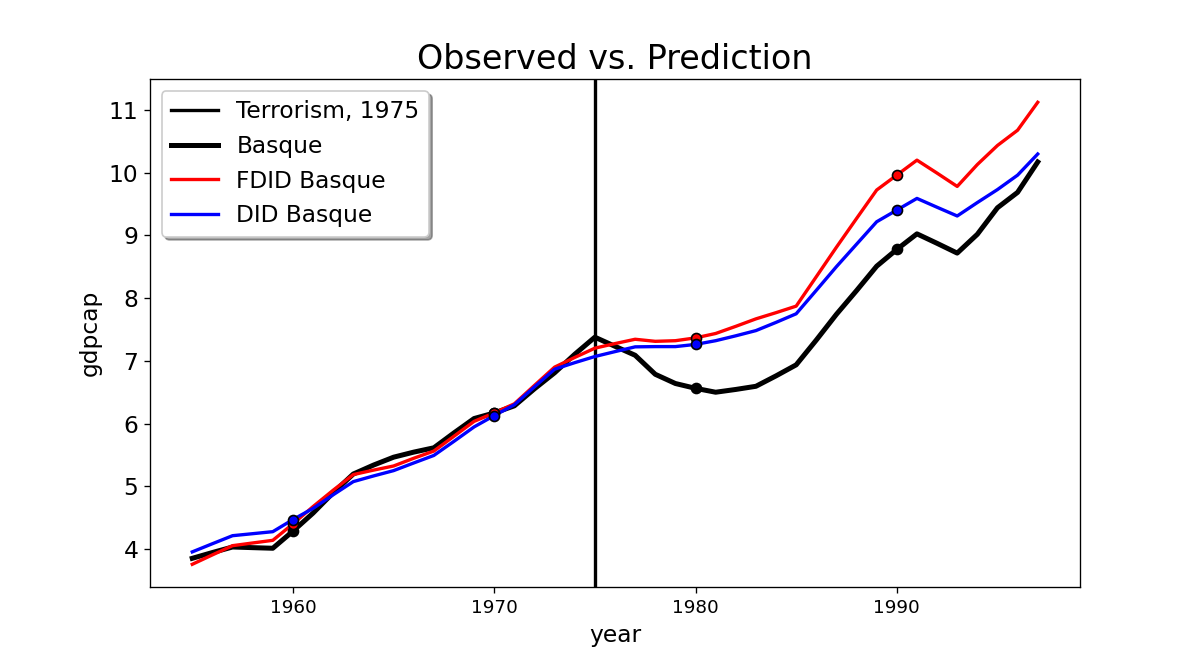 Observed vs. Prediction
Terrorism, 1975
Basque
FDID Basque
DID Basque
gdpcap
11
10
9
8
7
6
5
4
1960 1970 1980 1990
year